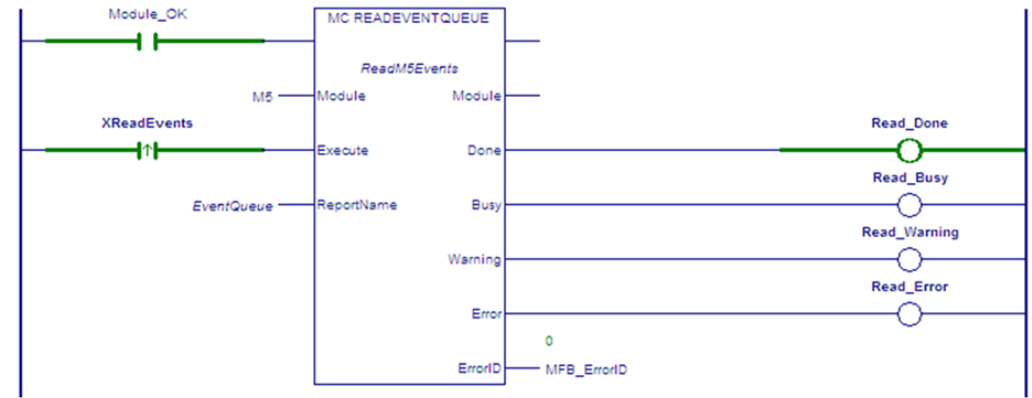 Module_OK
MC READEVENTQUEUE
ReadM5Events
M5 Module Module
XReadEvents Read_Done
Execute Done
Read_Busy
EventQueue ReportName Busy
Read_Warning
Warning
Read_Error
Error
0
ErrorID MFB_ErrorID